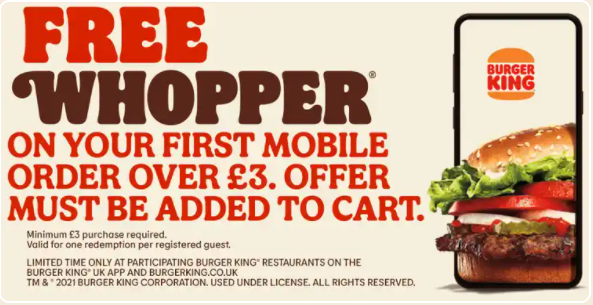 FREE
WHOPPER®
ON YOUR FIRST MOBILE
ORDER OVER £3. OFFER
MUST BE ADDED TO CART.
Minimum £3 purchase required.
Valid for one redemption per registered guest.
LIMITED TIME ONLY AT PARTICIPATING BURGER KING® RESTAURANTS ON THE
BURGER KING® UK APP AND BURGERKING.CO.UK
TM & © 2021 BURGER KING CORPORATION. USED UNDER LICENSE. ALL RIGHTS RESERVED.
BURGER
KING